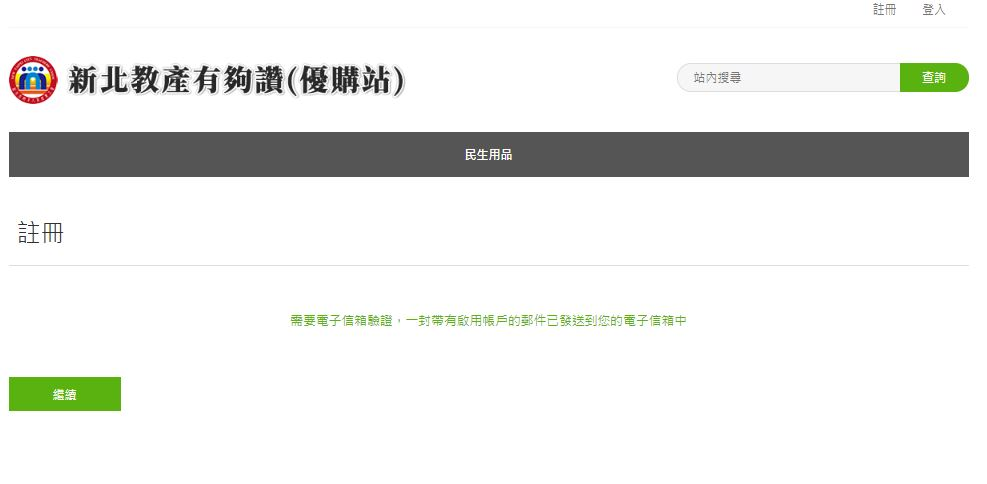 註冊 登入
新北教產有夠讚(優購站)
站內搜尋 查詢
民生用品
註冊
需要電子信箱驗證，一封帶有啟用帳戶的郵件已發送到您的電子信箱中
繼續